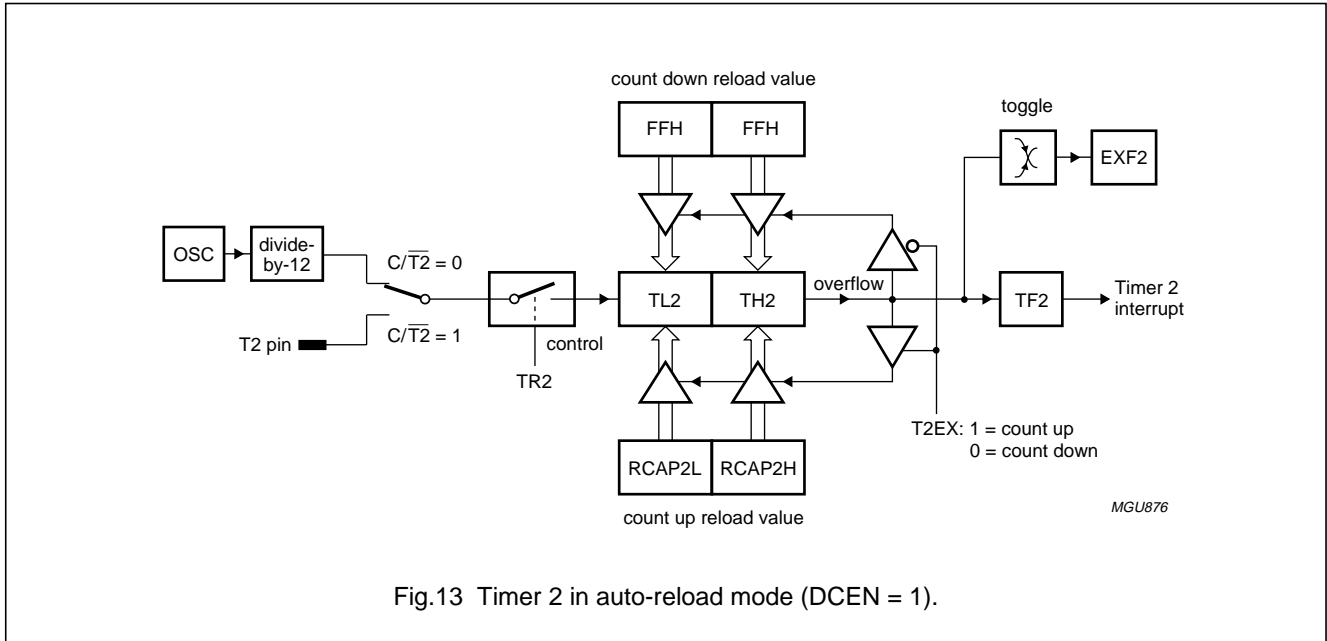 count down reload value
FFH
FFH
toggle
EXF2
OSC
divide-
by-12
C/T2 = 0
C/T2 = 1
T2 pin
control
TR2
TL2
TH2
overflow
TF2
Timer 2
interrupt
T2EX: 1 = count up
0 = count down
RCAP2L
RCAP2H
count up reload value
MGU876
Fig.13 Timer 2 in auto-reload mode (DCEN = 1).